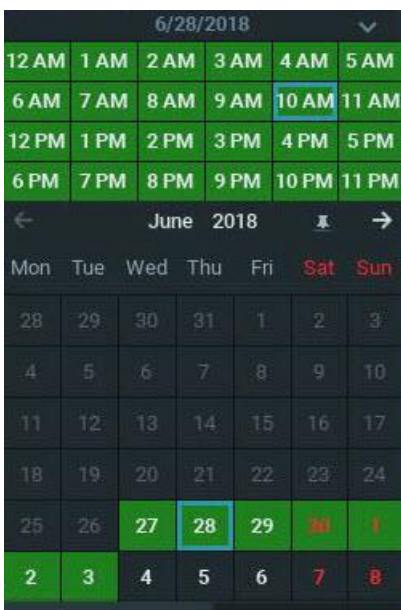 6/28/2018
12 AM 1 AM 2 AM 3 AM 4 AM 5 AM
6 AM 7 AM 8 AM 9 AM 10 AM 11 AM
12 PM 1 PM 2 PM 3 PM 4 PM 5 PM
6 PM 7 PM 8 PM 9 PM 10 PM 11 PM
June 2018
Mon Tue Wed Thu Fri Sat Sun
28 29 30 31 1 2 3
4 5 6 7 8 9 10
11 12 13 14 15 16 17
18 19 20 21 22 23 24
25 26 27 28 29 30 1
2 3 4 5 6 7 8